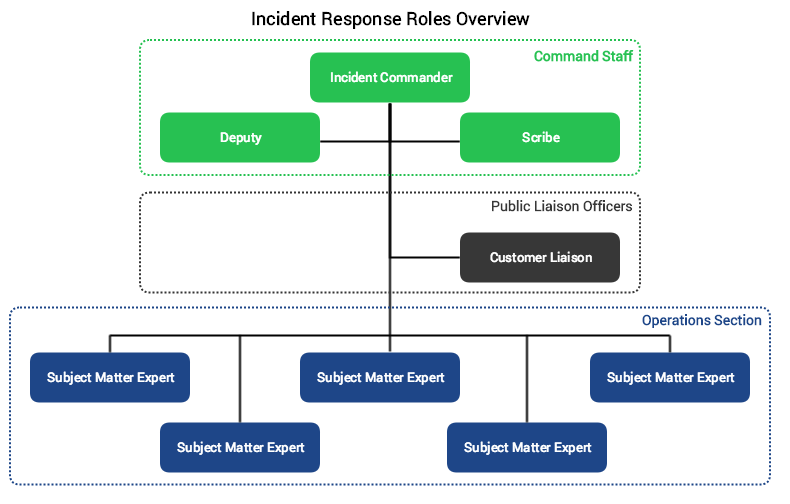 Incident Response Roles Overview
Command Staff
Incident Commander
Deputy
Scribe
Public Liaison Officers
Customer Liaison
Operations Section
Subject Matter Expert
Subject Matter Expert
Subject Matter Expert
Subject Matter Expert
Subject Matter Expert